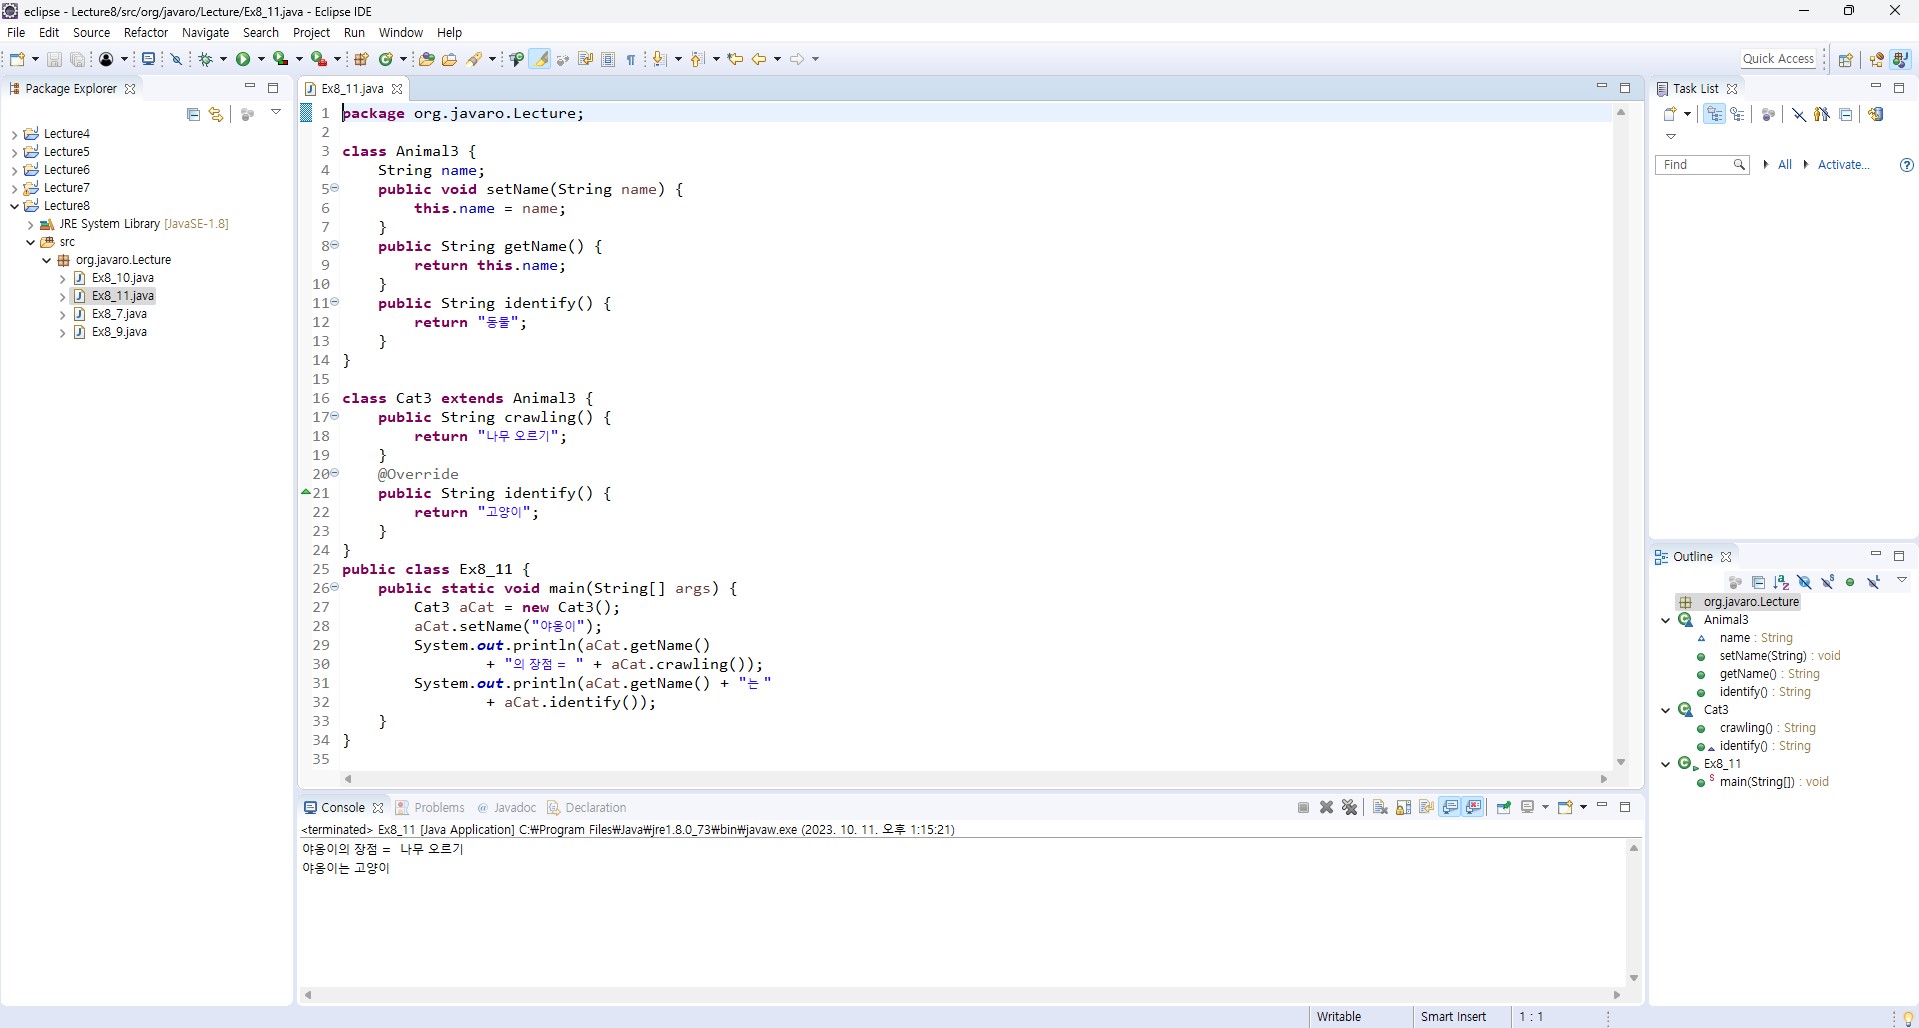 eclipse - Lecture8/src/org/javaro/Lecture/Ex8_11.java - Eclipse IDE
File Edit Source Refactor Navigate Search Project Run Window Help
Quick Access
Package Explorer
Lecture4
Lecture5
Lecture6
Lecture7
Lecture8
JRE System Library [JavaSE-1.8]
src
org.javaro.Lecture
Ex8_10.java
Ex8_11.java
Ex8_7.java
Ex8_9.java
Ex8_11.java
1 package org.javaro.Lecture;
2
3 class Animal3 {
4     String name;
5     public void setName(String name) {
6         this.name = name;
7     }
8     public String getName() {
9         return this.name;
10     }
11     public String identify() {
12         return "동물";
13     }
14 }
15
16 class Cat3 extends Animal3 {
17     public String crawling() {
18         return "나무 오르기";
19     }
20     @Override
21     public String identify() {
22         return "고양이";
23     }
24 }
25 public class Ex8_11 {
26     public static void main(String[] args) {
27         Cat3 aCat = new Cat3();
28         aCat.setName("야옹이");
29         System.out.println(aCat.getName()
30                 + "의 장점 = " + aCat.crawling());
31         System.out.println(aCat.getName() + "는 "
32                 + aCat.identify());
33     }
34 }
35
Console Problems @ Javadoc Declaration
<terminated> Ex8_11 [Java Application] C:₩Program Files₩Java₩jre1.8.0_73₩bin₩javaw.exe (2023. 10. 11. 오후 1:15:21)
야옹이의 장점 = 나무 오르기
야옹이는 고양이
Task List
Find All Activate...
Outline
org.javaro.Lecture
Animal3
name : String
setName(String) : void
getName() : String
identify() : String
Cat3
crawling() : String
identify() : String
Ex8_11
main(String[]) : void
Writable Smart Insert 1 : 1